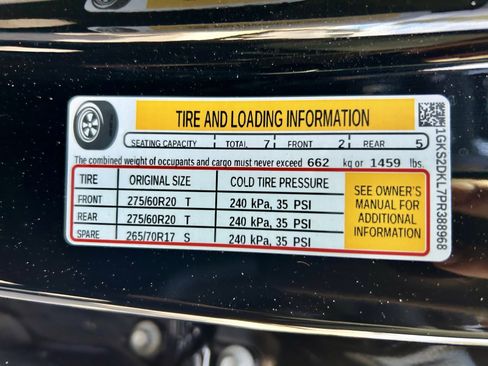 TIRE AND LOADING INFORMATION
SEATING CAPACITY TOTAL 7 FRONT 2 REAR 5
The combined weight of occupants and cargo must never exceed 662 kg or 1459 lbs.
TIRE ORIGINAL SIZE COLD TIRE PRESSURE
FRONT 275/60R20 T 240 kPa, 35 PSI
REAR 275/60R20 T 240 kPa, 35 PSI
SPARE 265/70R17 S 240 kPa, 35 PSI
SEE OWNER'S
MANUAL FOR
ADDITIONAL
INFORMATION
1GKS2DKL7PR388968